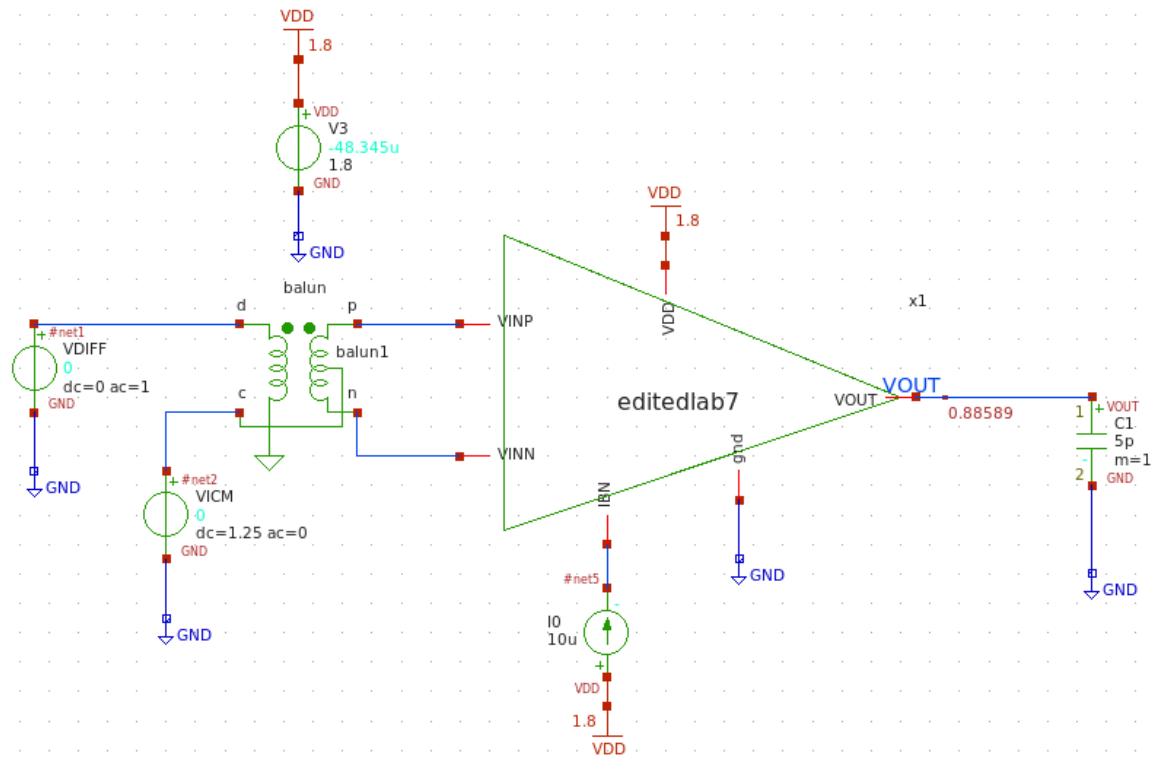 VDD
1.8
VDD
+
V3
-48.345u
1.8
GND
GND
VDD
1.8
balun
d
p
x1
#net1
+
VDIFF
0
dc=0 ac=1
GND
GND
balun1
c
n
VINP
VDD
VINN
editedlab7
VOUT
VOUT
0.88589
gnd
IBN
1
+
VOUT
C1
5p
m=1
-
2
GND
GND
#net2
+
VICM
0
dc=1.25 ac=0
GND
GND
#net5
-
I0
10u
+
VDD
1.8
VDD
GND